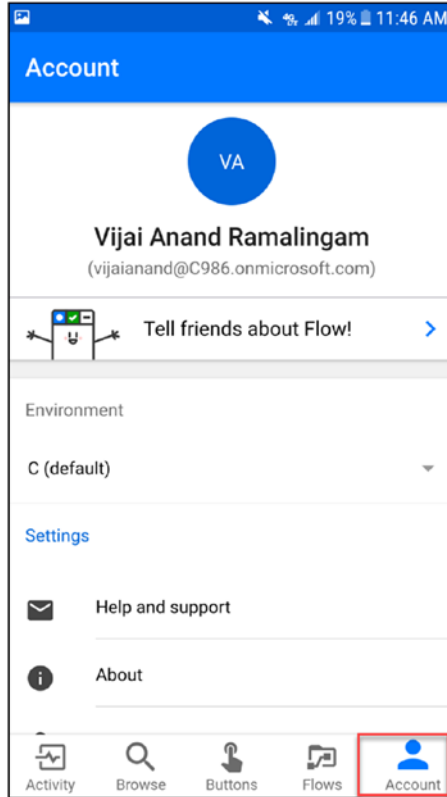 19% 11:46 AM
Account
VA
Vijai Anand Ramalingam
(vijaianand@C986.onmicrosoft.com)
Tell friends about Flow!
Environment
C (default)
Settings
Help and support
About
Activity Browse Buttons Flows Account